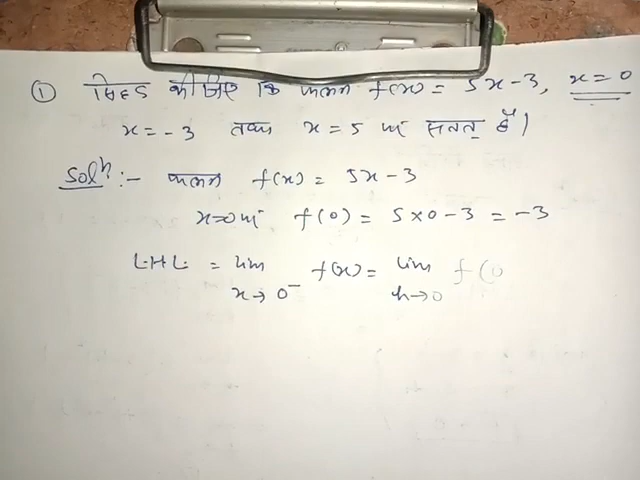 ① सिद्ध कीजिए कि फलन f(x) = 5x-3, x=0
x=-3 तथा x=5 पर सतत् है।
Solⁿ:- फलन f(x) = 5x-3
x=0 पर f(0) = 5×0-3 = -3
L.H.L. = lim x→0⁻ f(x) = lim h→0 f(0